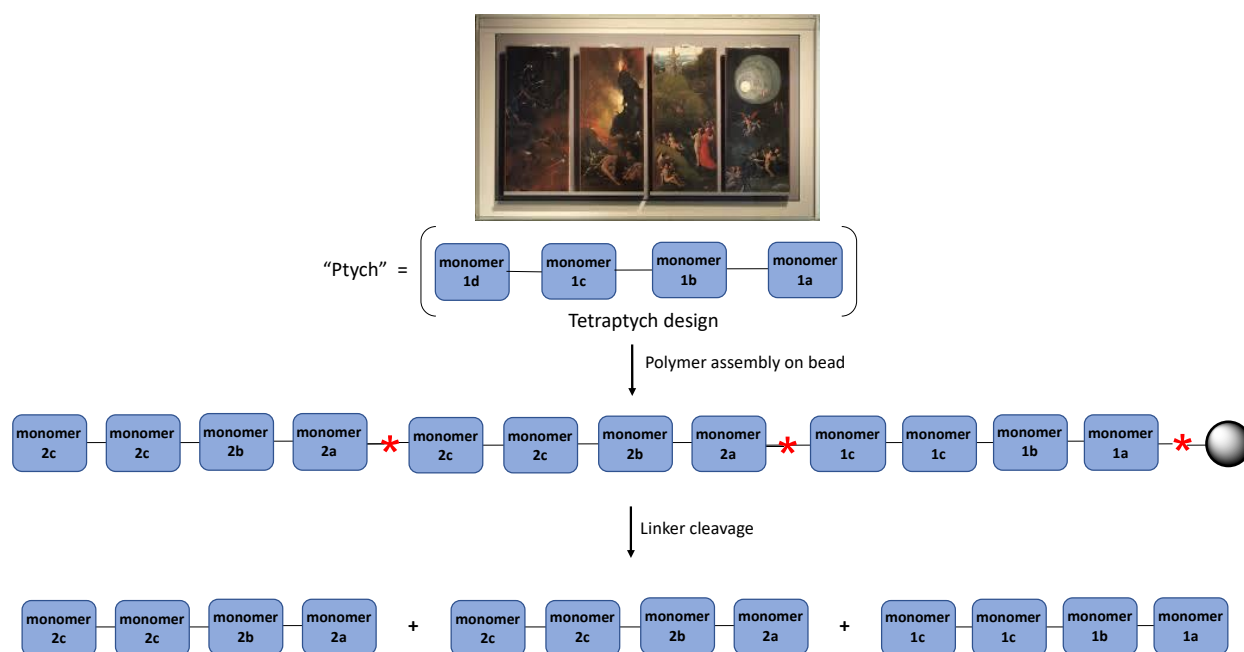 “Ptych” =
monomer 1d
monomer 1c
monomer 1b
monomer 1a
Tetraptych design
Polymer assembly on bead
monomer 2c
monomer 2c
monomer 2b
monomer 2a
*
monomer 2c
monomer 2c
monomer 2b
monomer 2a
*
monomer 1c
monomer 1c
monomer 1b
monomer 1a
*
Linker cleavage
monomer 2c
monomer 2c
monomer 2b
monomer 2a
+
monomer 2c
monomer 2c
monomer 2b
monomer 2a
+
monomer 1c
monomer 1c
monomer 1b
monomer 1a